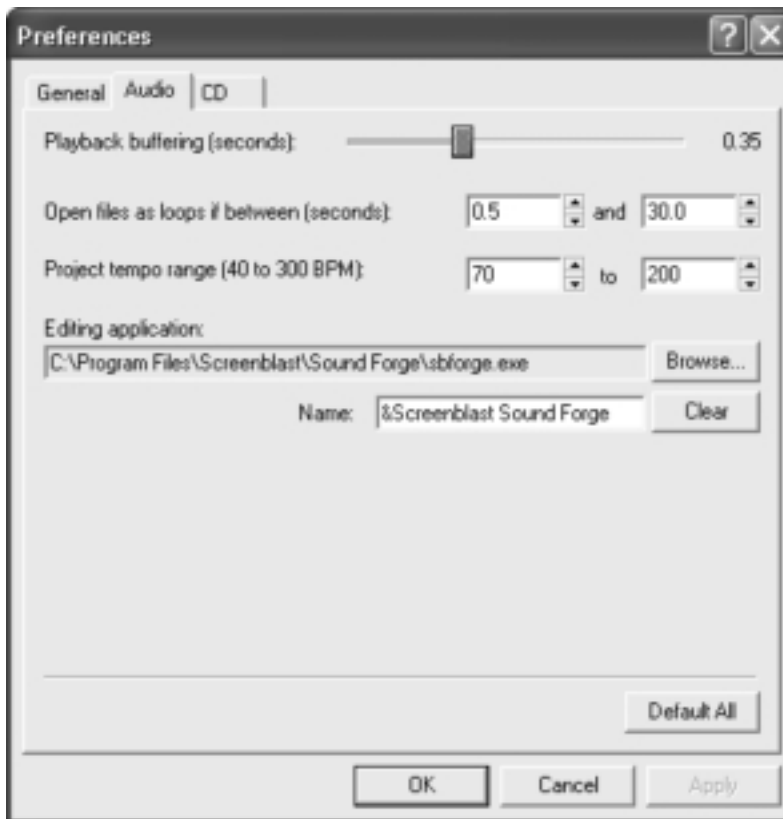 Preferences
General Audio CD
Playback buffering (seconds): 0.35
Open files as loops if between (seconds): 0.5 and 30.0
Project tempo range (40 to 300 BPM): 70 to 200
Editing application:
C:\Program Files\Screenblast\Sound Forge\sbforge.exe Browse...
Name: &Screenblast Sound Forge Clear
Default All
OK Cancel Apply